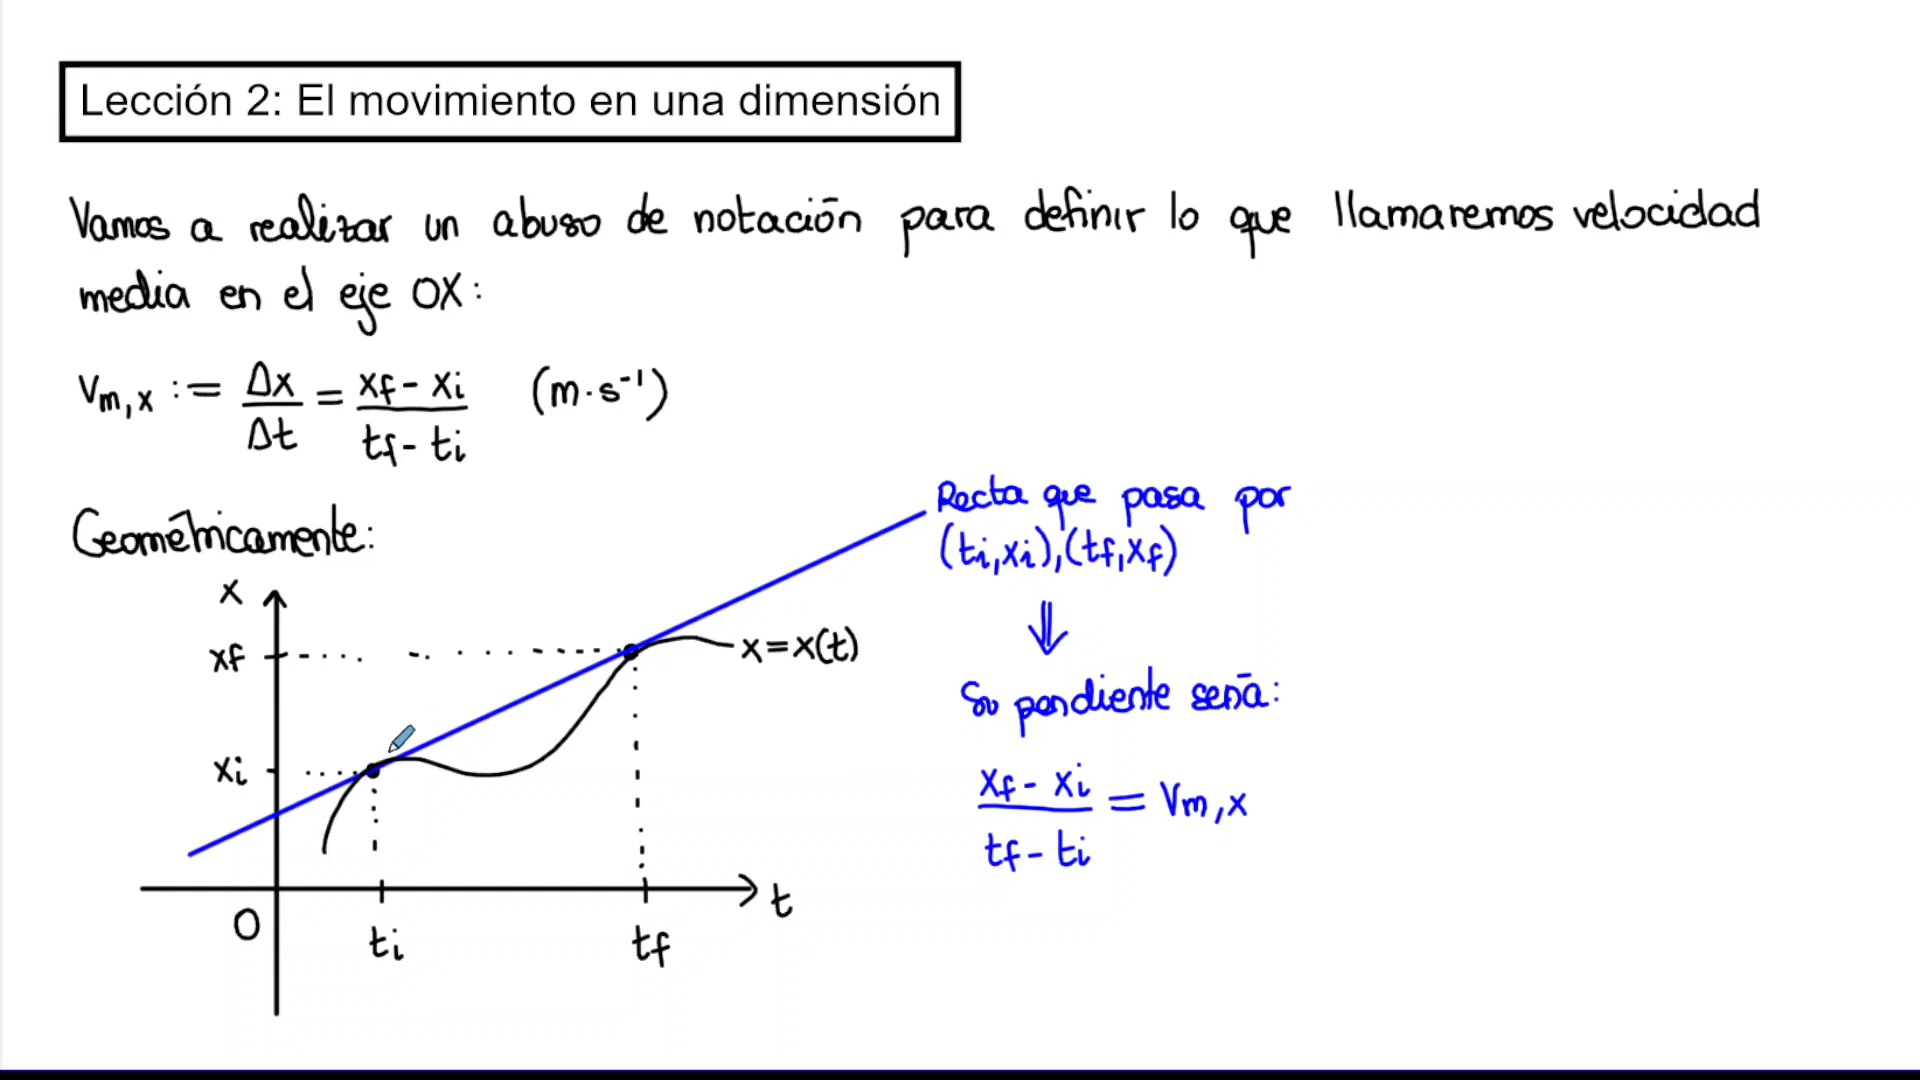 Lección 2: El movimiento en una dimensión
Vamos a realizar un abuso de notación para definir lo que llamaremos velocidad
media en el eje OX:
Vm,x := Δx/Δt = (xf - xi)/(tf - ti) (m·s⁻¹)
Geométricamente:
Recta que pasa por
(ti,xi),(tf,xf)
⇓
Su pendiente será:
(xf - xi)/(tf - ti) = Vm,x
x
xf
x=x(t)
xi
t
O
ti
tf